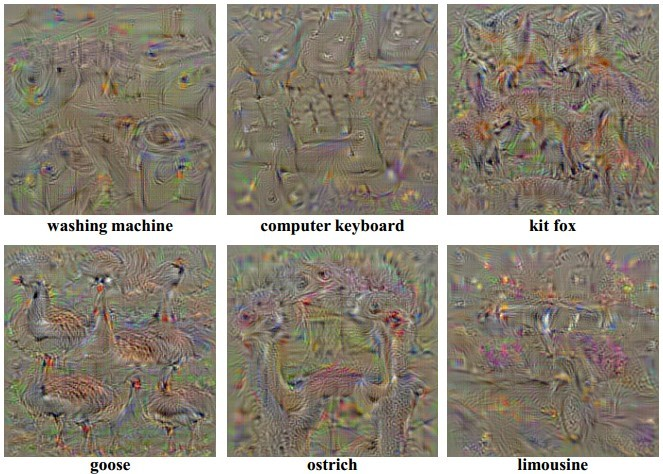 washing machine
computer keyboard
kit fox
goose
ostrich
limousine